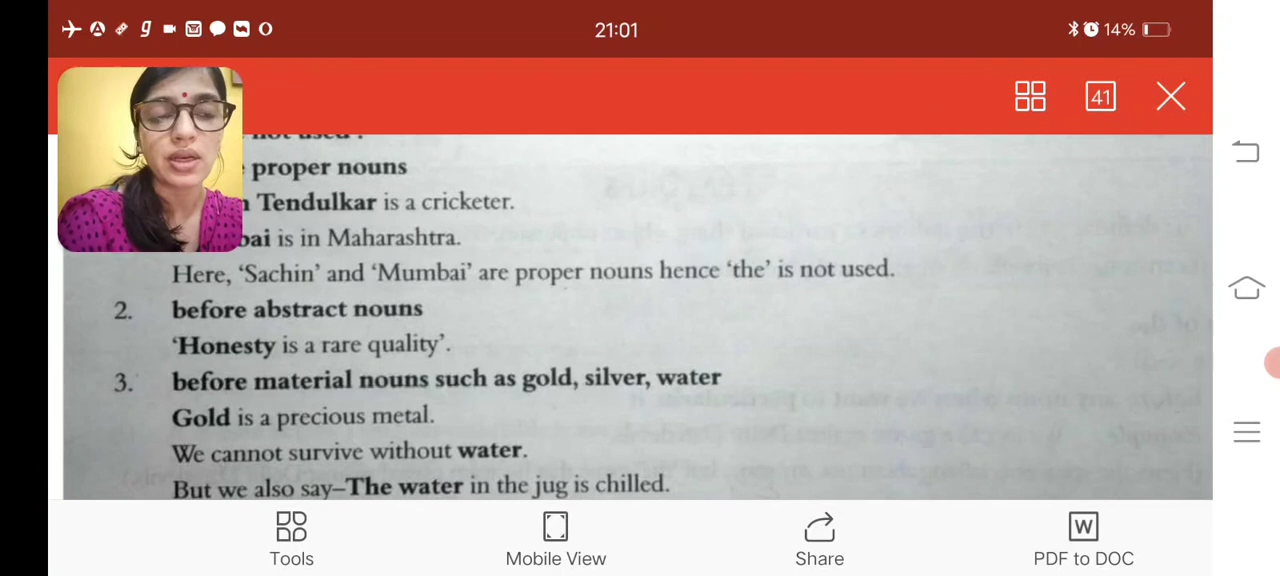 21:01
14%
41
not used :
proper nouns
n Tendulkar is a cricketer.
bai is in Maharashtra.
Here, ‘Sachin’ and ‘Mumbai’ are proper nouns hence ‘the’ is not used.
2. before abstract nouns
‘Honesty is a rare quality’.
3. before material nouns such as gold, silver, water
Gold is a precious metal.
We cannot survive without water.
But we also say–The water in the jug is chilled.
Tools
Mobile View
Share
W
PDF to DOC